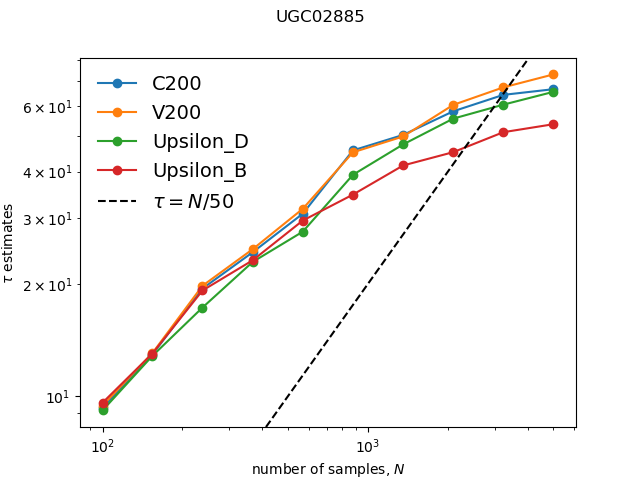 UGC02885
C200
V200
Upsilon_D
Upsilon_B
τ = N/50
6 × 10¹
4 × 10¹
3 × 10¹
2 × 10¹
10¹
τ estimates
10² 10³
number of samples, N